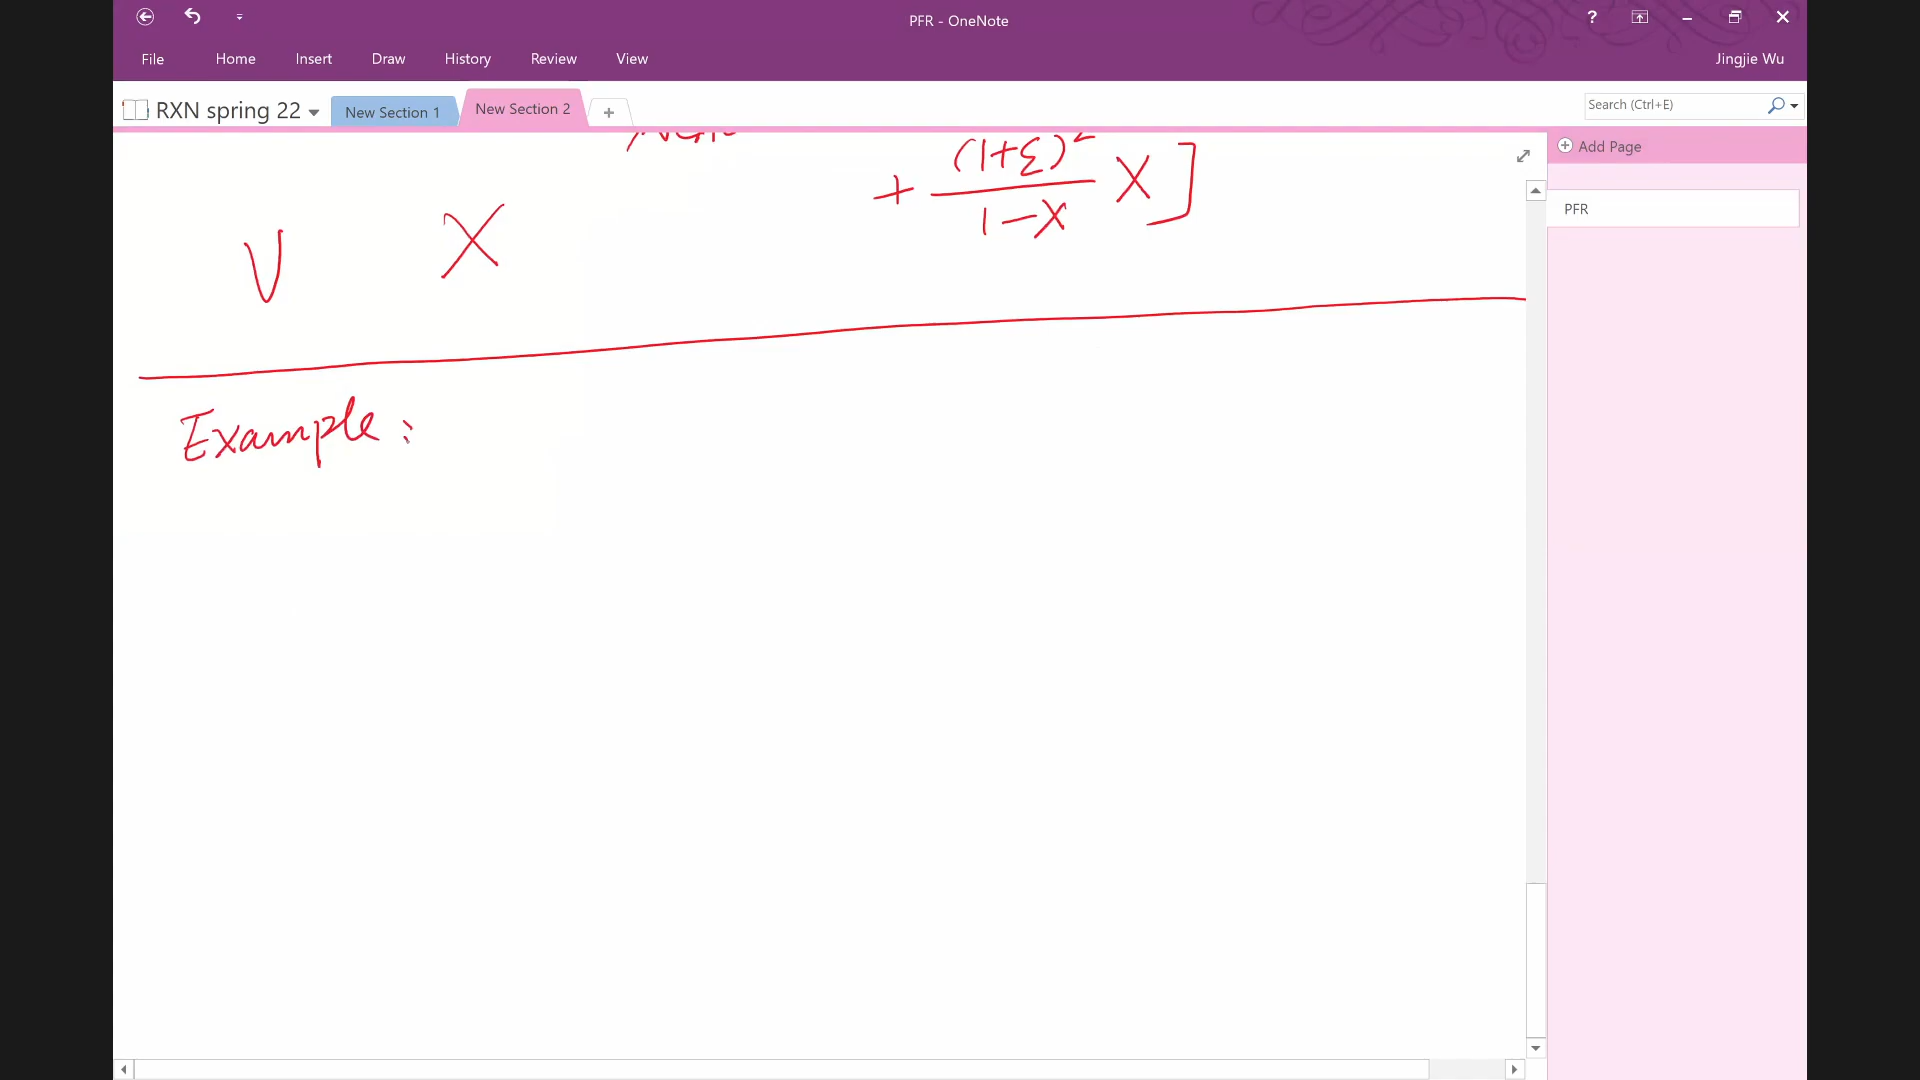 PFR - OneNote
?
File Home Insert Draw History Review View
Jingjie Wu
RXN spring 22 New Section 1 New Section 2 +
Search (Ctrl+E)
Add Page
PFR
+ (1+ε)² / 1-X X]
V X
Example: